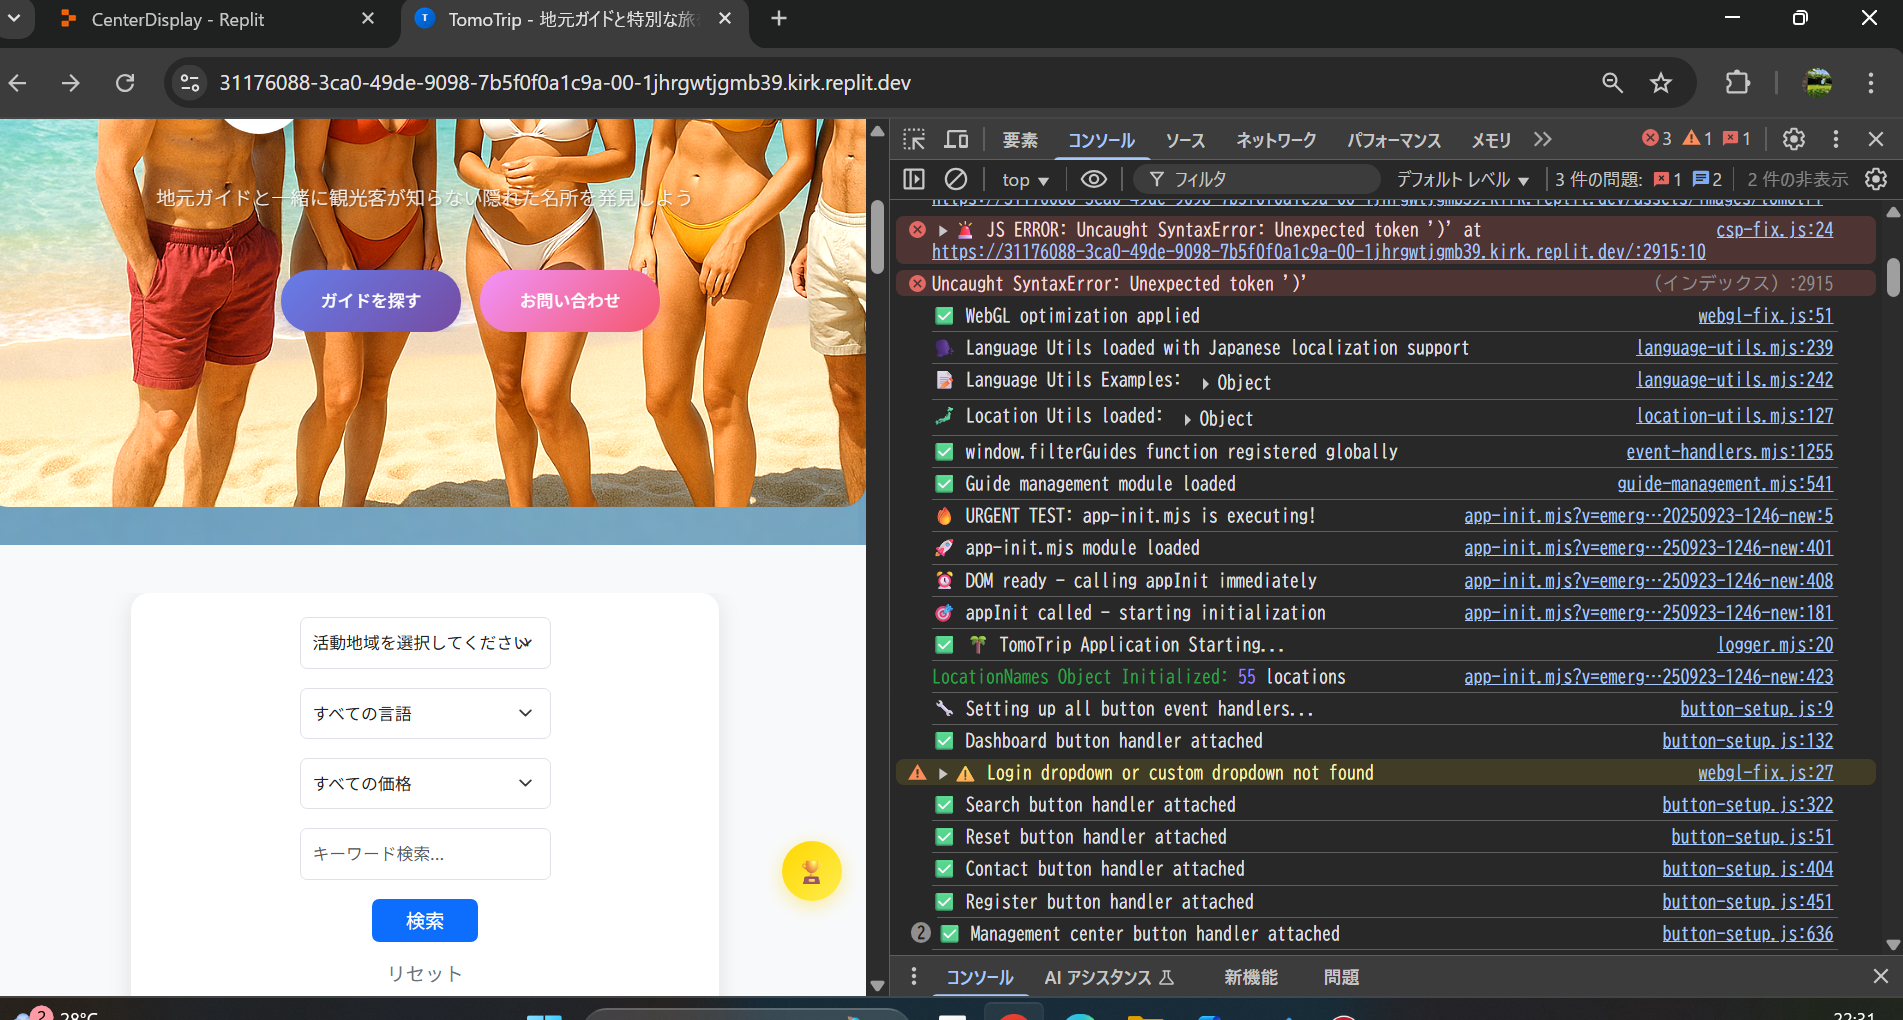 CenterDisplay - Replit
TomoTrip - 地元ガイドと特別な旅
31176088-3ca0-49de-9098-7b5f0f0a1c9a-00-1jhrgwtjgmb39.kirk.replit.dev
地元ガイドと一緒に観光客が知らない隠れた名所を発見しよう
ガイドを探す
お問い合わせ
活動地域を選択してください
すべての言語
すべての価格
キーワード検索...
検索
リセット
要素 コンソール ソース ネットワーク パフォーマンス メモリ 3 1 1
top フィルタ デフォルト レベル 3 件の問題: 1 2 2 件の非表示
JS ERROR: Uncaught SyntaxError: Unexpected token ')' at csp-fix.js:24
https://31176088-3ca0-49de-9098-7b5f0f0a1c9a-00-1jhrgwtjgmb39.kirk.replit.dev/:2915:10
Uncaught SyntaxError: Unexpected token ')' (インデックス):2915
WebGL optimization applied webgl-fix.js:51
Language Utils loaded with Japanese localization support language-utils.mjs:239
Language Utils Examples: Object language-utils.mjs:242
Location Utils loaded: Object location-utils.mjs:127
window.filterGuides function registered globally event-handlers.mjs:1255
Guide management module loaded guide-management.mjs:541
URGENT TEST: app-init.mjs is executing! app-init.mjs?v=emerg…20250923-1246-new:5
app-init.mjs module loaded app-init.mjs?v=emerg…250923-1246-new:401
DOM ready - calling appInit immediately app-init.mjs?v=emerg…250923-1246-new:408
appInit called - starting initialization app-init.mjs?v=emerg…250923-1246-new:181
TomoTrip Application Starting... logger.mjs:20
LocationNames Object Initialized: 55 locations app-init.mjs?v=emerg…250923-1246-new:423
Setting up all button event handlers... button-setup.js:9
Dashboard button handler attached button-setup.js:132
Login dropdown or custom dropdown not found webgl-fix.js:27
Search button handler attached button-setup.js:322
Reset button handler attached button-setup.js:51
Contact button handler attached button-setup.js:404
Register button handler attached button-setup.js:451
2 Management center button handler attached button-setup.js:636
コンソール AI アシスタンス 新機能 問題
2 28°C
22:31